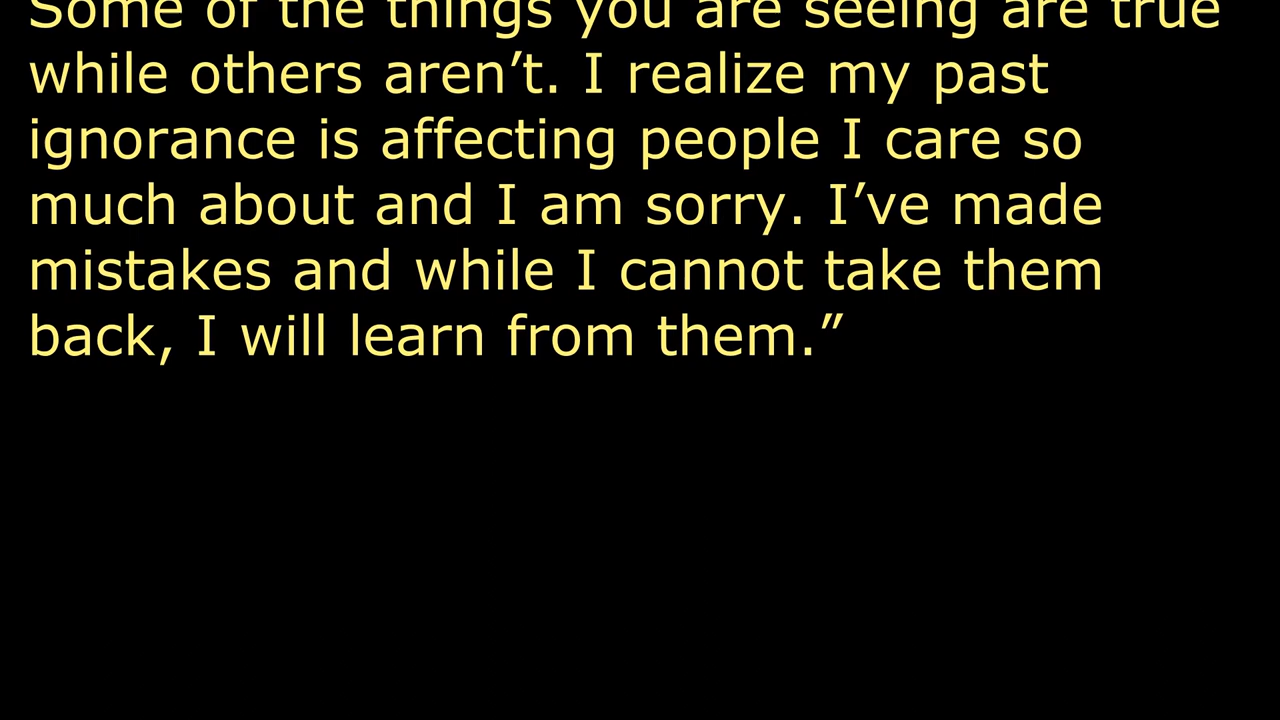 Some of the things you are seeing are true
while others aren’t. I realize my past
ignorance is affecting people I care so
much about and I am sorry. I’ve made
mistakes and while I cannot take them
back, I will learn from them.”